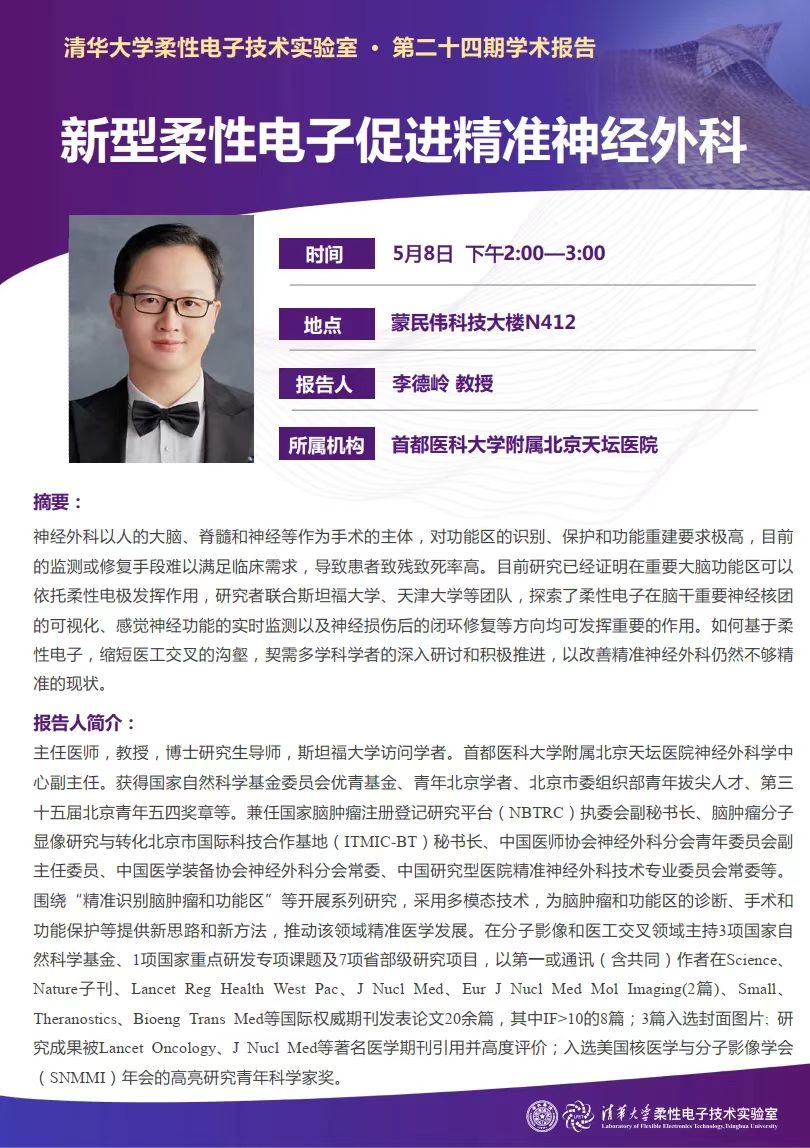 清华大学柔性电子技术实验室 • 第二十四期学术报告
新型柔性电子促进精准神经外科
时间 5月8日 下午2:00—3:00
地点 蒙民伟科技大楼N412
报告人 李德岭 教授
所属机构 首都医科大学附属北京天坛医院
摘要：
神经外科以人的大脑、脊髓和神经等作为手术的主体，对功能区的识别、保护和功能重建要求极高，目前
的监测或修复手段难以满足临床需求，导致患者致残致死率高。目前研究已经证明在重要大脑功能区可以
依托柔性电极发挥作用，研究者联合斯坦福大学、天津大学等团队，探索了柔性电子在脑干重要神经核团
的可视化、感觉神经功能的实时监测以及神经损伤后的闭环修复等方向均可发挥重要的作用。如何基于柔
性电子，缩短医工交叉的沟壑，契需多学科学者的深入研讨和积极推进，以改善精准神经外科仍然不够精
准的现状。
报告人简介：
主任医师，教授，博士研究生导师，斯坦福大学访问学者。首都医科大学附属北京天坛医院神经外科学中
心副主任。获得国家自然科学基金委员会优青基金、青年北京学者、北京市委组织部青年拔尖人才、第三
十五届北京青年五四奖章等。兼任国家脑肿瘤注册登记研究平台（NBTRC）执委会副秘书长、脑肿瘤分子
显像研究与转化北京市国际科技合作基地（ITMIC-BT）秘书长、中国医师协会神经外科分会青年委员会副
主任委员、中国医学装备协会神经外科分会常委、中国研究型医院精准神经外科技术专业委员会常委等。
围绕“精准识别脑肿瘤和功能区”等开展系列研究，采用多模态技术，为脑肿瘤和功能区的诊断、手术和
功能保护等提供新思路和新方法，推动该领域精准医学发展。在分子影像和医工交叉领域主持3项国家自
然科学基金、1项国家重点研发专项课题及7项省部级研究项目，以第一或通讯（含共同）作者在Science、
Nature子刊、Lancet Reg Health West Pac、J Nucl Med、Eur J Nucl Med Mol Imaging(2篇)、Small、
Theranostics、Bioeng Trans Med等国际权威期刊发表论文20余篇，其中IF>10的8篇；3篇入选封面图片; 研
究成果被Lancet Oncology、J Nucl Med等著名医学期刊引用并高度评价；入选美国核医学与分子影像学会
（SNMMI）年会的高亮研究青年科学家奖。
清华大学柔性电子技术实验室
Laboratory of Flexible Electronics Technology,Tsinghua University